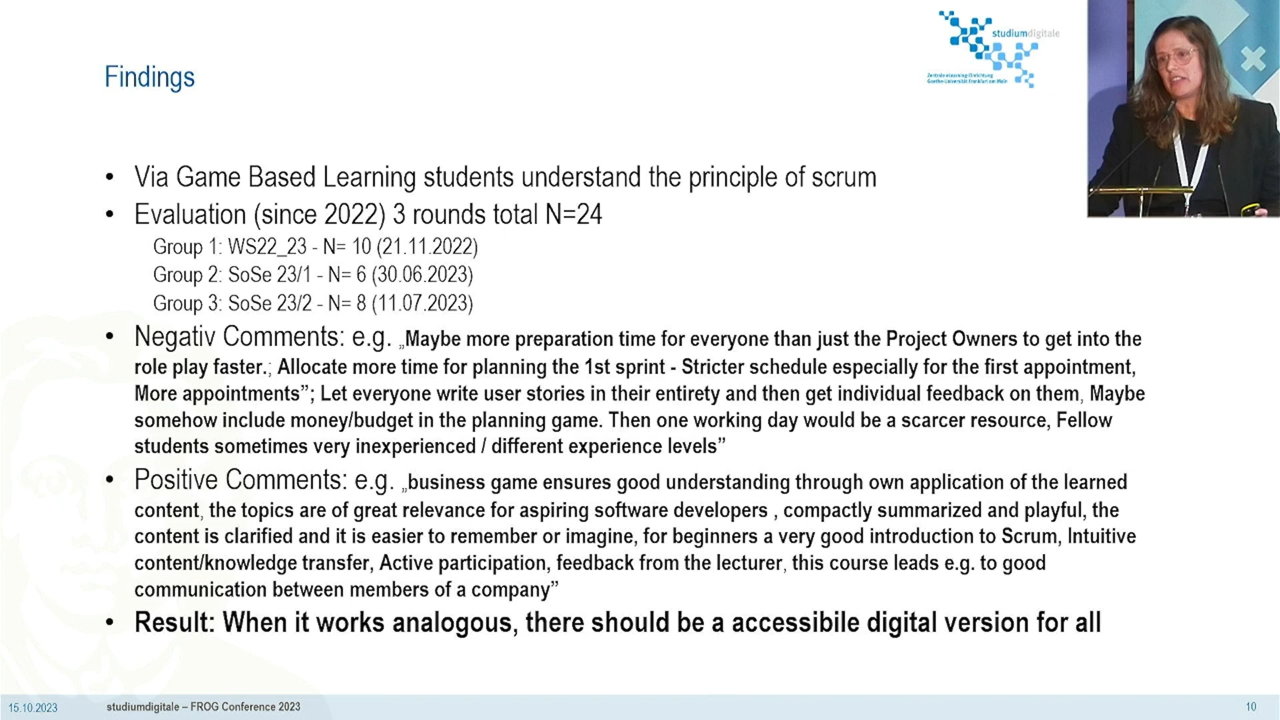 studiumdigitale
Zentrale eLearning-Einrichtung
Goethe-Universität Frankfurt am Main
Findings
• Via Game Based Learning students understand the principle of scrum
• Evaluation (since 2022) 3 rounds total N=24
Group 1: WS22_23 - N= 10 (21.11.2022)
Group 2: SoSe 23/1 - N= 6 (30.06.2023)
Group 3: SoSe 23/2 - N= 8 (11.07.2023)
• Negativ Comments: e.g. „Maybe more preparation time for everyone than just the Project Owners to get into the
role play faster.; Allocate more time for planning the 1st sprint - Stricter schedule especially for the first appointment,
More appointments”; Let everyone write user stories in their entirety and then get individual feedback on them, Maybe
somehow include money/budget in the planning game. Then one working day would be a scarcer resource, Fellow
students sometimes very inexperienced / different experience levels”
• Positive Comments: e.g. „business game ensures good understanding through own application of the learned
content, the topics are of great relevance for aspiring software developers , compactly summarized and playful, the
content is clarified and it is easier to remember or imagine, for beginners a very good introduction to Scrum, Intuitive
content/knowledge transfer, Active participation, feedback from the lecturer, this course leads e.g. to good
communication between members of a company”
• Result: When it works analogous, there should be a accessibile digital version for all
15.10.2023
studiumdigitale – FROG Conference 2023
10